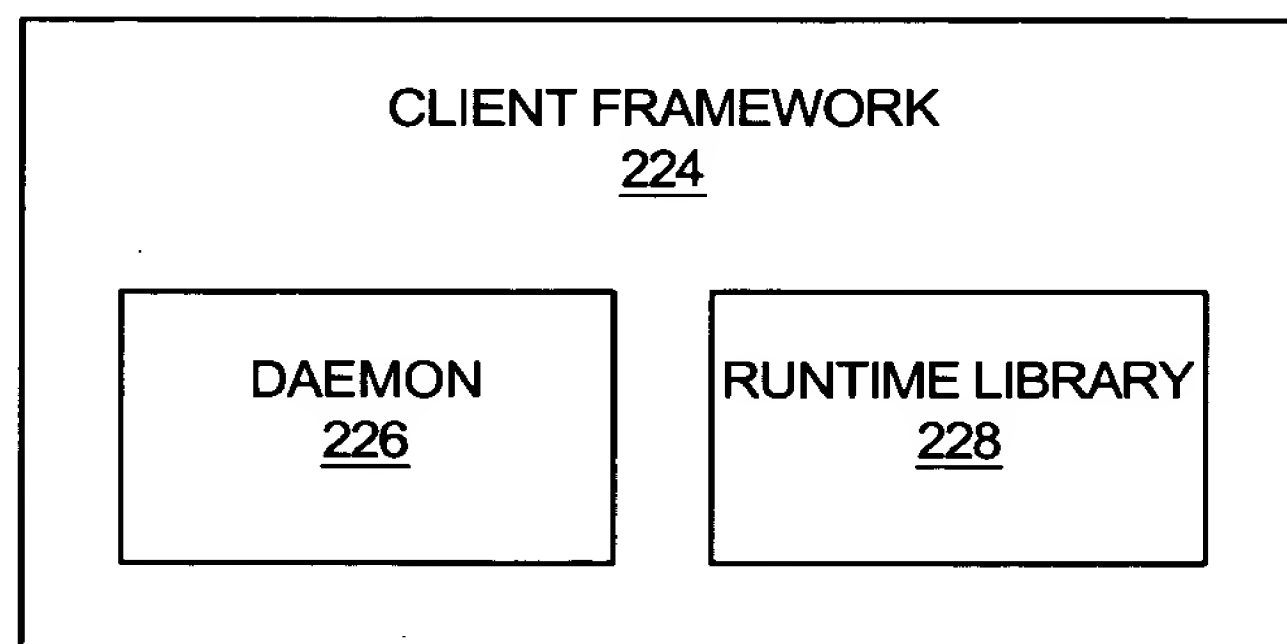 CLIENT FRAMEWORK
224
DAEMON
226
RUNTIME LIBRARY
228